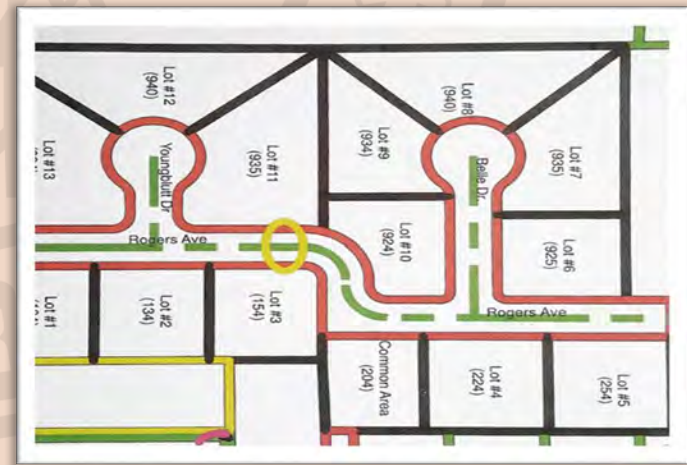 Lot #12
(940)
Lot #13
Youngblutt Dr
Lot #11
(935)
Lot #9
(934)
Lot #8
(940)
Belle Dr.
Lot #7
(935)
Rogers Ave
Lot #10
(924)
Lot #6
(925)
Rogers Ave
Lot #1
Lot #2
(134)
Lot #3
(154)
Common Area
(204)
Lot #4
(224)
Lot #5
(254)